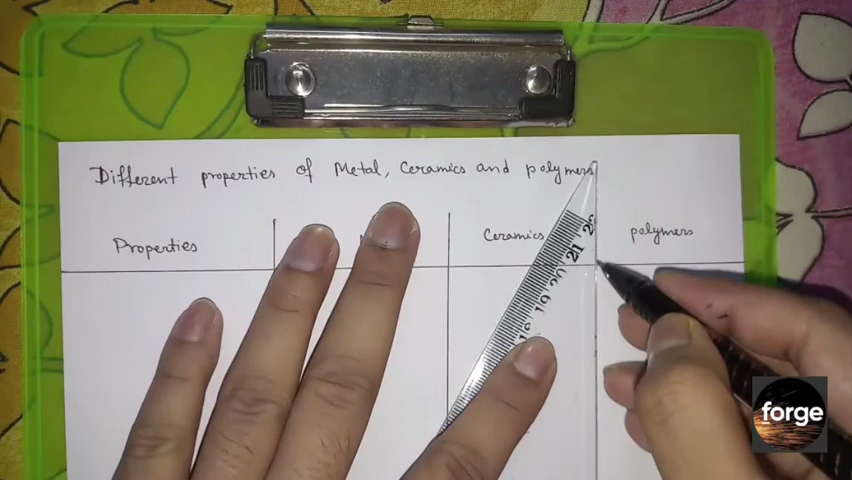 Different properties of Metal, Ceramics and polymers
Properties
Ceramics
polymers
19
20
21
forge